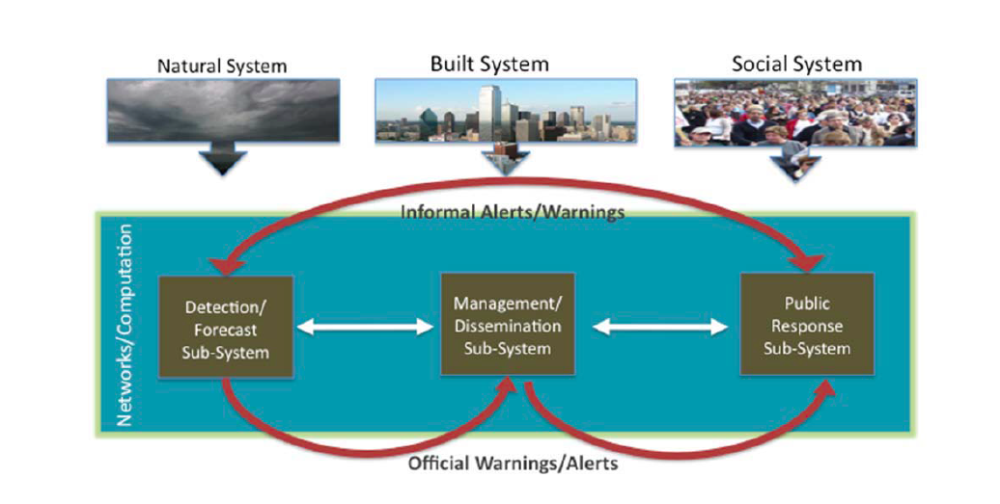 Natural System
Built System
Social System
Informal Alerts/Warnings
Networks/Computation
Detection/
Forecast
Sub-System
Management/
Dissemination
Sub-System
Public
Response
Sub-System
Official Warnings/Alerts